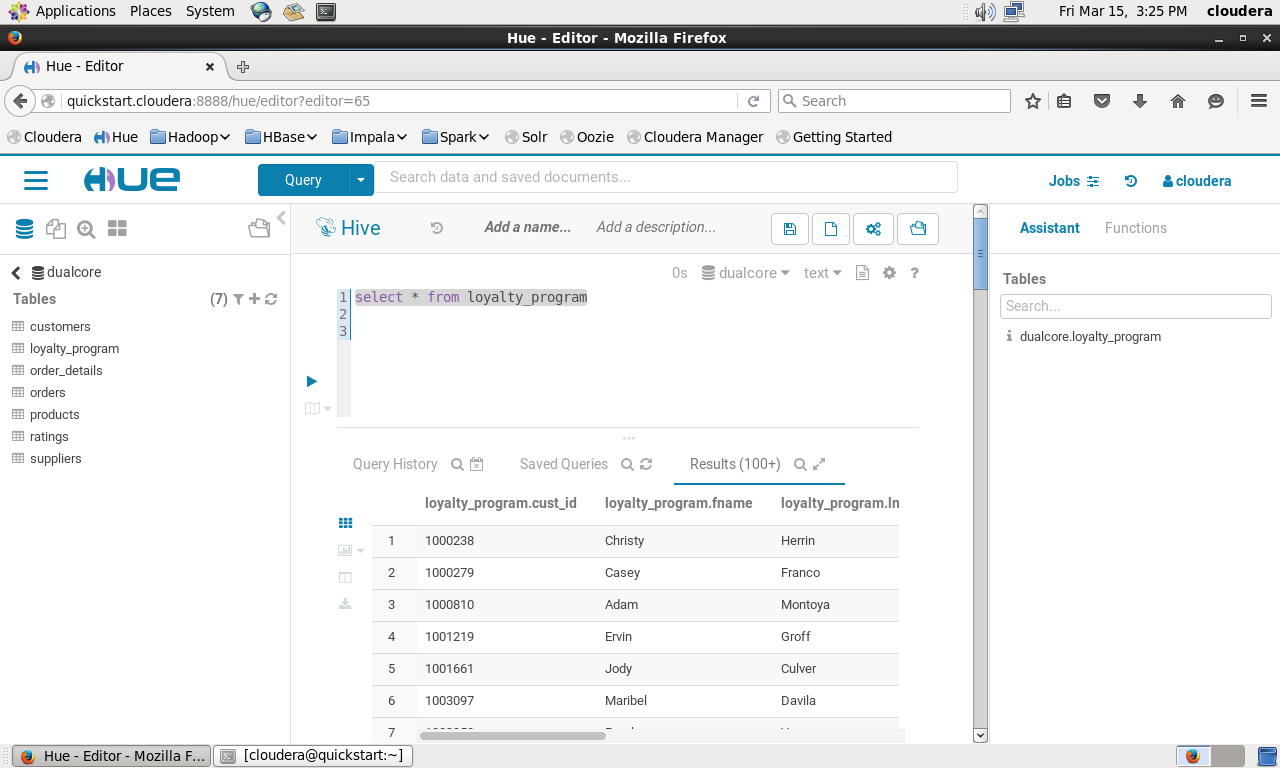 Applications Places System Fri Mar 15, 3:25 PM cloudera
Hue - Editor - Mozilla Firefox
Hue - Editor
quickstart.cloudera:8888/hue/editor?editor=65 Search
Cloudera Hue Hadoop HBase Impala Spark Solr Oozie Cloudera Manager Getting Started
HUE Query Search data and saved documents... Jobs cloudera
Hive Add a name... Add a description... Assistant Functions
dualcore 0s dualcore text ?
Tables (7) Tables
1 select * from loyalty_program Search...
2
3
customers
loyalty_program dualcore.loyalty_program
order_details
orders
products
ratings
suppliers
Query History Saved Queries Results (100+)
loyalty_program.cust_id loyalty_program.fname loyalty_program.ln
1 1000238 Christy Herrin
2 1000279 Casey Franco
3 1000810 Adam Montoya
4 1001219 Ervin Groff
5 1001661 Jody Culver
6 1003097 Maribel Davila
7
Hue - Editor - Mozilla F... [cloudera@quickstart:~]